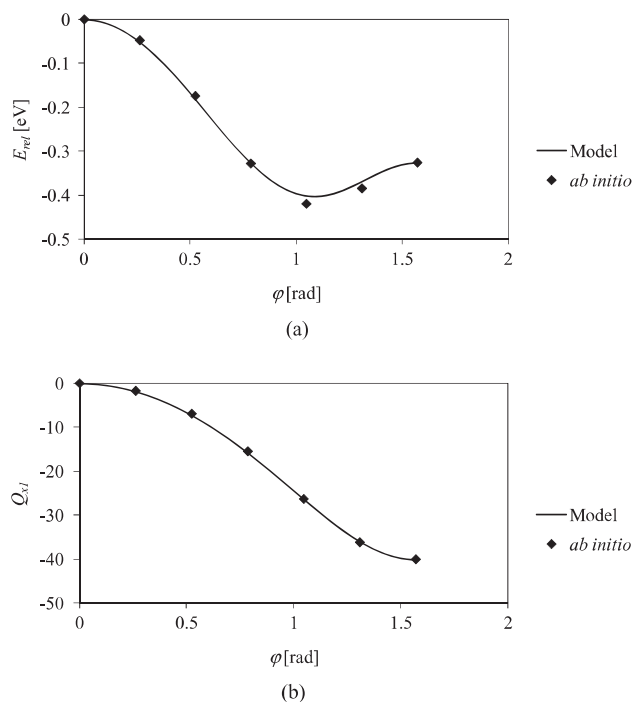 0
-0.1
-0.2
-0.3
-0.4
-0.5
E_rel [eV]
0
0.5
1
1.5
2
φ [rad]
Model
ab initio
(a)
0
-10
-20
-30
-40
-50
Q_x1
0
0.5
1
1.5
2
φ [rad]
Model
ab initio
(b)